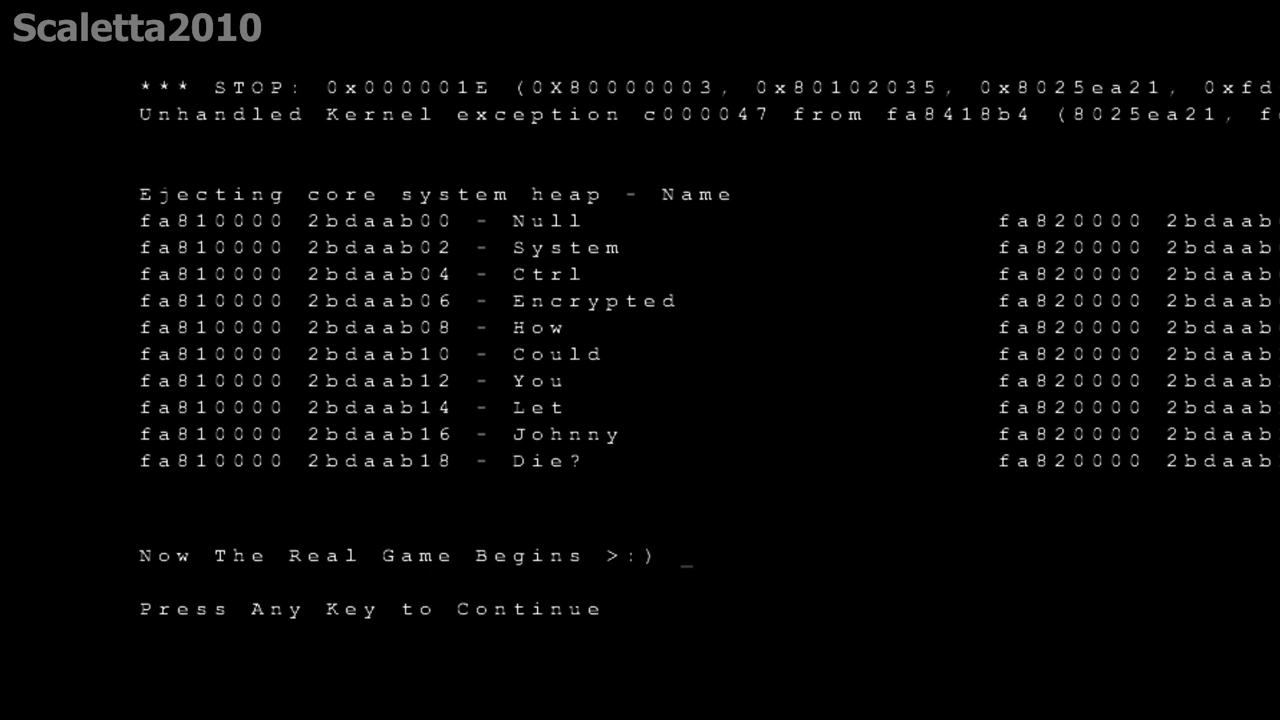 Scaletta2010
*** STOP: 0x000001E (0X80000003, 0x80102035, 0x8025ea21, 0xfd
Unhandled Kernel exception c000047 from fa8418b4 (8025ea21,
Ejecting core system heap - Name
fa810000 2bdaab00 - Null fa820000 2bdaab
fa810000 2bdaab02 - System fa820000 2bdaab
fa810000 2bdaab04 - Ctrl fa820000 2bdaab
fa810000 2bdaab06 - Encrypted fa820000 2bdaab
fa810000 2bdaab08 - How fa820000 2bdaab
fa810000 2bdaab10 - Could fa820000 2bdaab
fa810000 2bdaab12 - You fa820000 2bdaab
fa810000 2bdaab14 - Let fa820000 2bdaab
fa810000 2bdaab16 - Johnny fa820000 2bdaab
fa810000 2bdaab18 - Die? fa820000 2bdaab
Now The Real Game Begins >:) _
Press Any Key to Continue